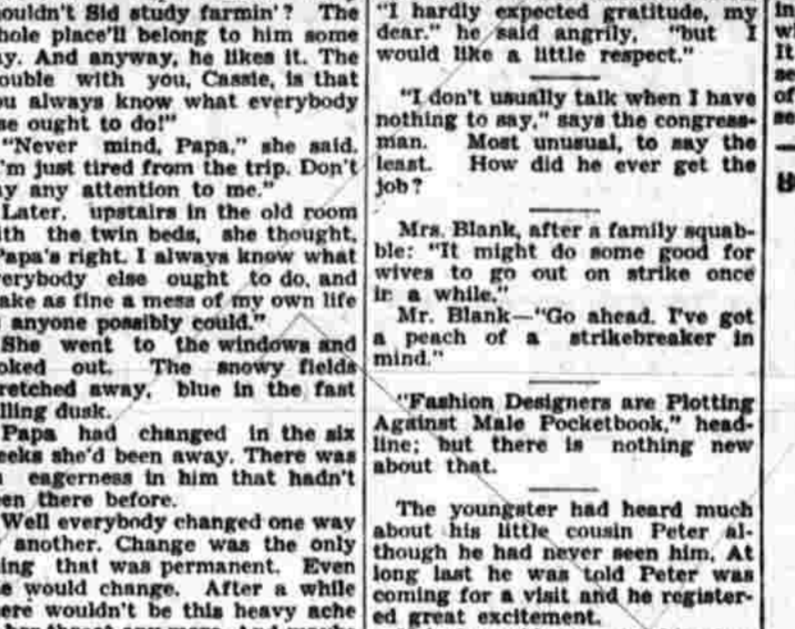 ouldn't Sid study farmin'? The
hole place'll belong to him some
ay. And anyway, he likes it. The
ouble with you, Cassie, is that
ou always know what everybody
se ought to do!"
"Never mind, Papa," she said.
'm just tired from the trip. Don't
ay any attention to me."
Later, upstairs in the old room
ith the twin beds, she thought,
Papa's right. I always know what
verybody else ought to do, and
ake as fine a mess of my own life
anyone possibly could."
She went to the windows and
oked out. The snowy fields
retched away, blue in the fast
lling dusk.
Papa had changed in the six
eeks she'd been away. There was
eagerness in him that hadn't
en there before.
Well everybody changed one way
another. Change was the only
ing that was permanent. Even
e would change. After a while
ere wouldn't be this heavy ache
"I hardly expected gratitude, my
dear." he said angrily, "but I
would like a little respect."
"I don't usually talk when I have
nothing to say," says the congress-
man. Most unusual, to say the
least. How did he ever get the
job?
Mrs. Blank, after a family squab-
ble: "It might do some good for
wives to go out on strike once
in a while."
Mr. Blank—"Go ahead. I've got
a peach of a strikebreaker in
mind."
"Fashion Designers are Plotting
Against Male Pocketbook," head-
line; but there is nothing new
about that.
The youngster had heard much
about his little cousin Peter al-
though he had never seen him. At
long last he was told Peter was
coming for a visit and he register-
ed great excitement.
in
wi
It
se
of
se